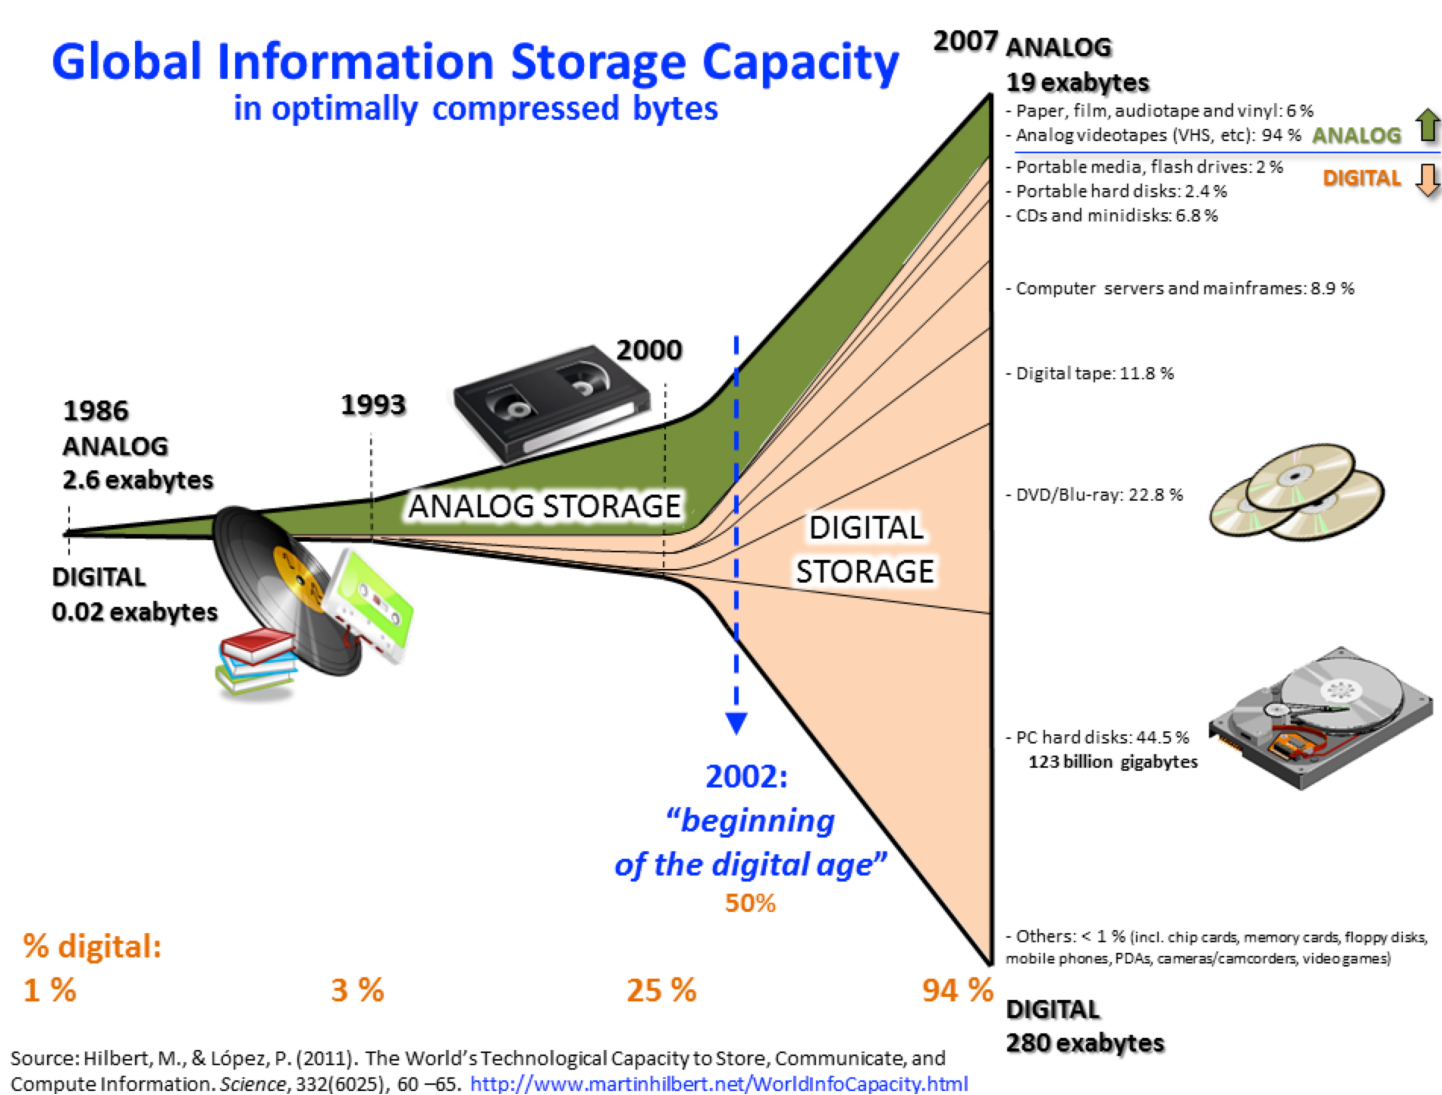 Global Information Storage Capacity
in optimally compressed bytes
2007 ANALOG
19 exabytes
- Paper, film, audiotape and vinyl: 6 %
- Analog videotapes (VHS, etc): 94 %
ANALOG
- Portable media, flash drives: 2 %
DIGITAL
- Portable hard disks: 2.4 %
- CDs and minidisks: 6.8 %
- Computer servers and mainframes: 8.9 %
- Digital tape: 11.8 %
- DVD/Blu-ray: 22.8 %
- PC hard disks: 44.5 %
123 billion gigabytes
- Others: < 1 % (incl. chip cards, memory cards, floppy disks,
mobile phones, PDAs, cameras/camcorders, video games)
DIGITAL
280 exabytes
1986
ANALOG
2.6 exabytes
DIGITAL
0.02 exabytes
1993
2000
ANALOG STORAGE
DIGITAL
STORAGE
2002:
“beginning
of the digital age”
50%
% digital:
1 %
3 %
25 %
94 %
Source: Hilbert, M., & López, P. (2011). The World’s Technological Capacity to Store, Communicate, and
Compute Information. Science, 332(6025), 60 –65. http://www.martinhilbert.net/WorldInfoCapacity.html